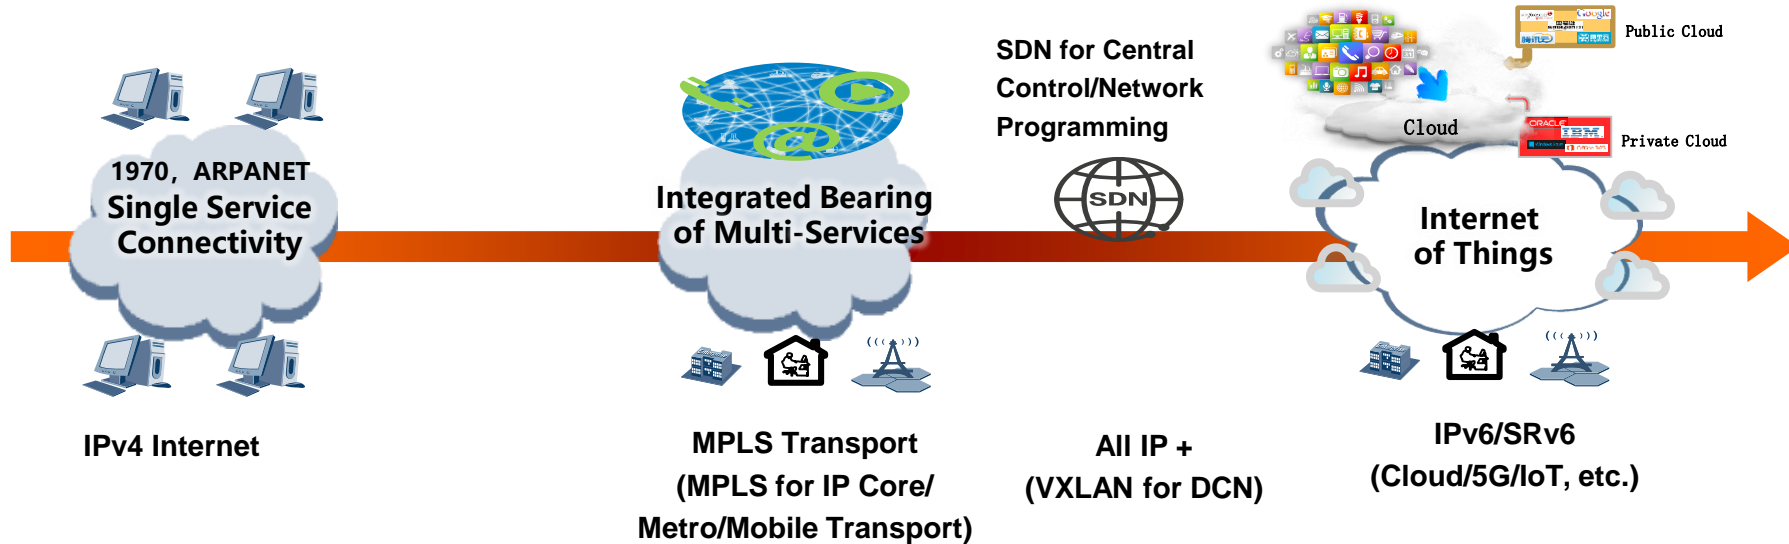 1970, ARPANET
Single Service
Connectivity
IPv4 Internet
@
Integrated Bearing
of Multi-Services
MPLS Transport
(MPLS for IP Core/
Metro/Mobile Transport)
SDN for Central
Control/Network
Programming
SDN
All IP +
(VXLAN for DCN)
Google
Public Cloud
Cloud
ORACLE
IBM
Private Cloud
Internet
of Things
IPv6/SRv6
(Cloud/5G/IoT, etc.)